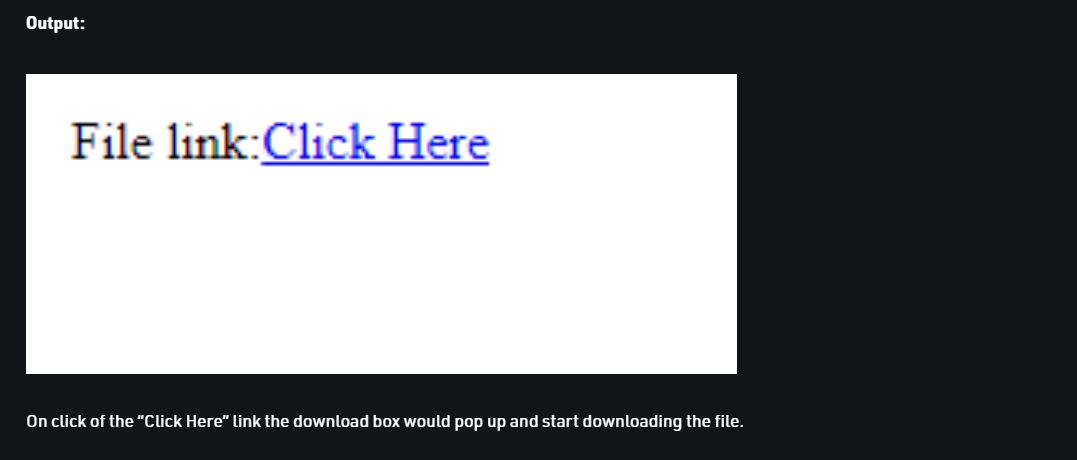 Output:
File link:Click Here
On click of the “Click Here” link the download box would pop up and start downloading the file.